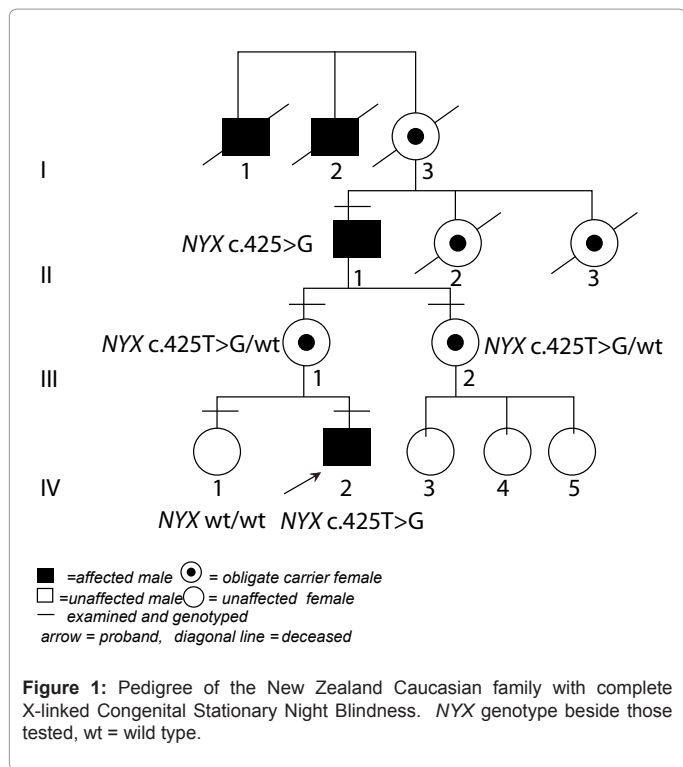 1 2 3
I
NYX c.425>G
1 2 3
II
NYX c.425T>G/wt NYX c.425T>G/wt
1 2
III
1 2 3 4 5
IV
NYX wt/wt NYX c.425T>G
=affected male = obligate carrier female
=unaffected male =unaffected female
examined and genotyped
arrow = proband, diagonal line =deceased
Figure 1: Pedigree of the New Zealand Caucasian family with complete
X-linked Congenital Stationary Night Blindness. NYX genotype beside those
tested, wt = wild type.